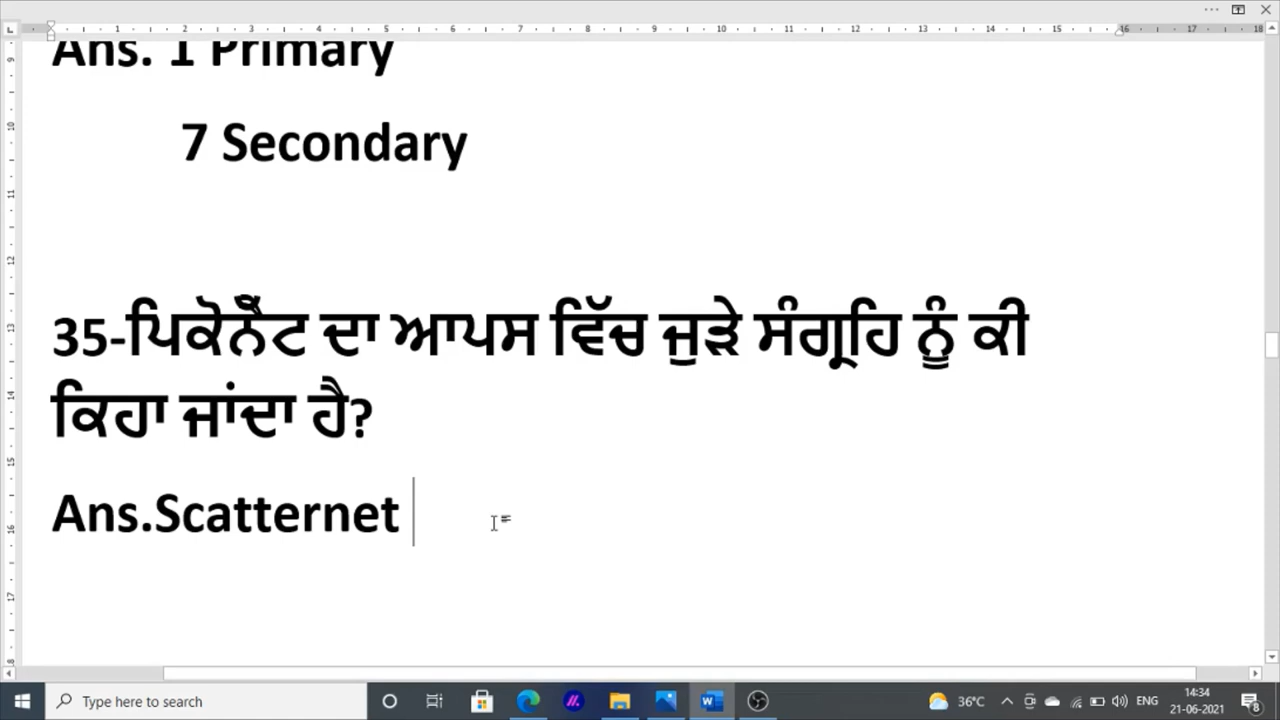 Ans. 1 Primary
7 Secondary
35-ਪਿਕੋਨੈੱਟ ਦਾ ਆਪਸ ਵਿੱਚ ਜੁੜੇ ਸੰਗ੍ਰਹਿ ਨੂੰ ਕੀ
ਕਿਹਾ ਜਾਂਦਾ ਹੈ?
Ans.Scatternet
Type here to search
36°C
ENG
14:34
21-06-2021
8